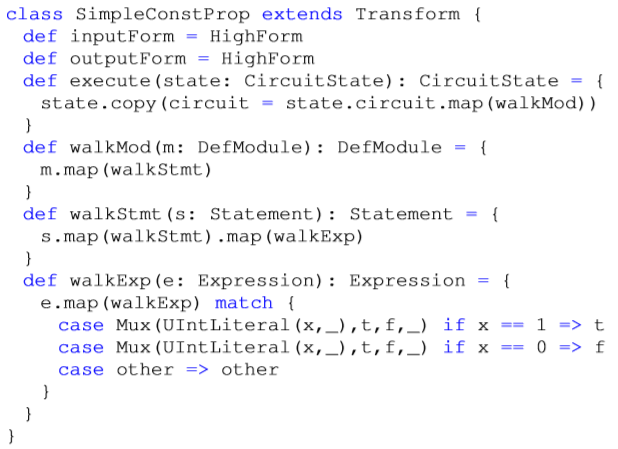 class SimpleConstProp extends Transform {
  def inputForm = HighForm
  def outputForm = HighForm
  def execute(state: CircuitState): CircuitState = {
    state.copy(circuit = state.circuit.map(walkMod))
  }
  def walkMod(m: DefModule): DefModule = {
    m.map(walkStmt)
  }
  def walkStmt(s: Statement): Statement = {
    s.map(walkStmt).map(walkExp)
  }
  def walkExp(e: Expression): Expression = {
    e.map(walkExp) match {
      case Mux(UIntLiteral(x,_),t,f,_) if x == 1 => t
      case Mux(UIntLiteral(x,_),t,f,_) if x == 0 => f
      case other => other
    }
  }
}